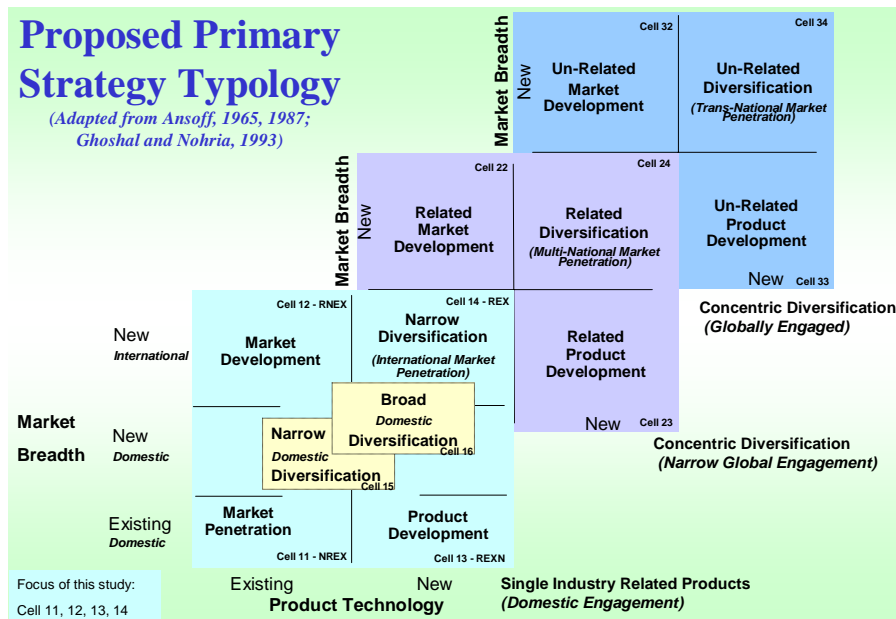 Proposed Primary
Strategy Typology
(Adapted from Ansoff, 1965, 1987;
Ghoshal and Nohria, 1993)
Market Breadth
New
Cell 32
Un-Related
Market
Development
Cell 34
Un-Related
Diversification
(Trans-National Market
Penetration)
Market Breadth
New
Cell 22
Related
Market
Development
Cell 24
Related
Diversification
(Multi-National Market
Penetration)
Un-Related
Product
Development
New
Cell 33
Concentric Diversification
(Globally Engaged)
Cell 12 - RNEX
Market
Development
Cell 14 - REX
Narrow
Diversification
(International Market
Penetration)
Related
Product
Development
New
Cell 23
Concentric Diversification
(Narrow Global Engagement)
New
International
Market
Breadth
New
Domestic
Existing
Domestic
Broad
Domestic
Diversification
Cell 16
Narrow
Domestic
Diversification
Cell 15
Market
Penetration
Cell 11 - NREX
Product
Development
Cell 13 - REXN
Focus of this study:
Cell 11, 12, 13, 14
Existing
New
Product Technology
Single Industry Related Products
(Domestic Engagement)